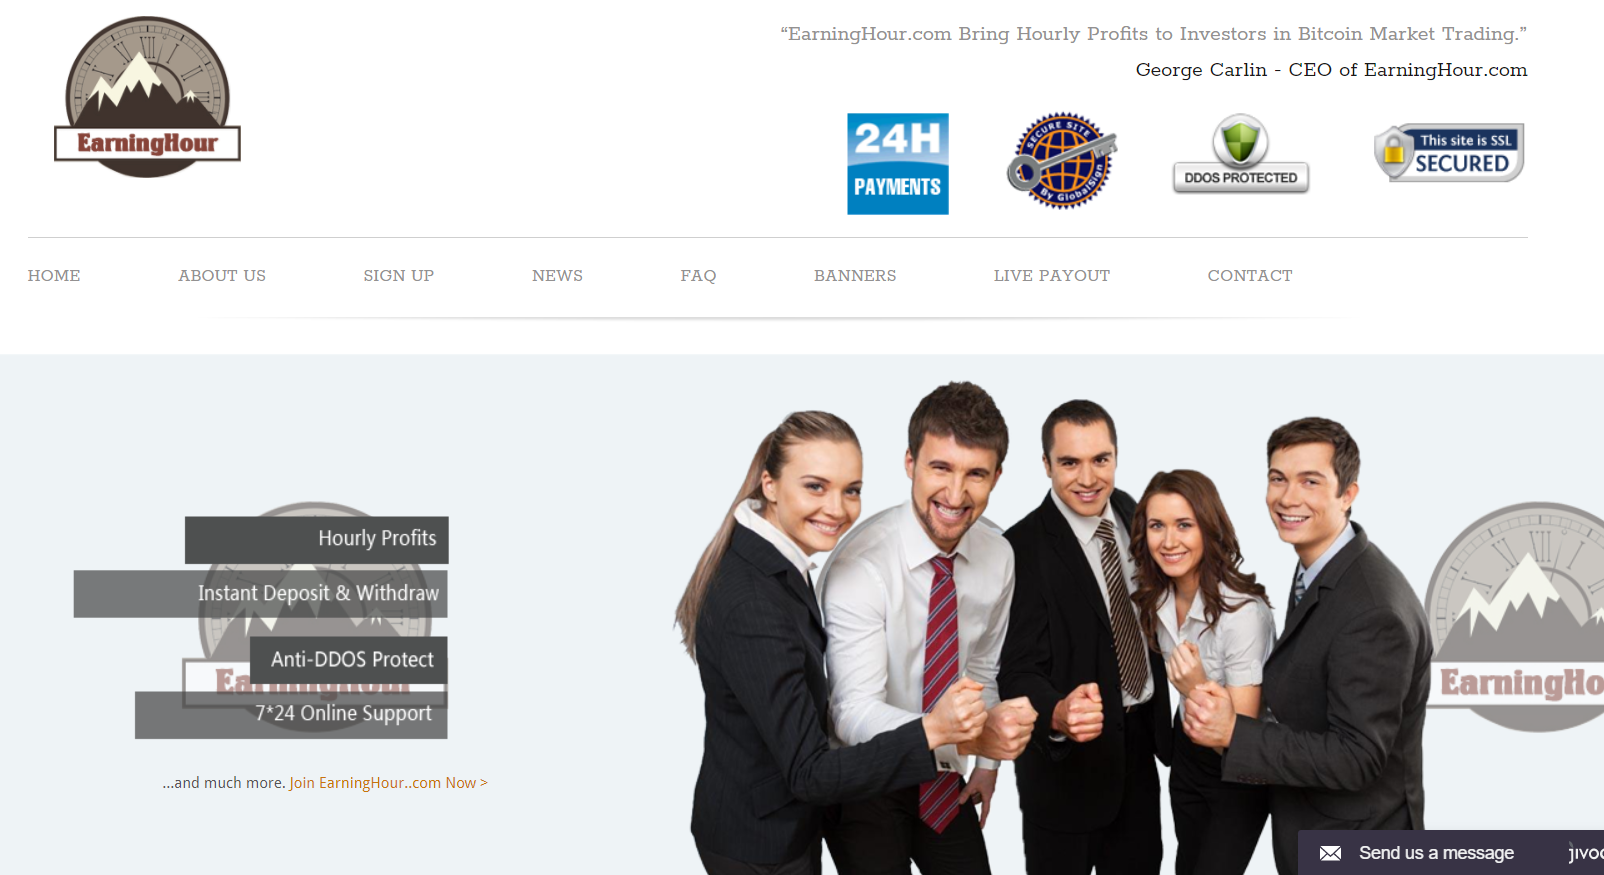 EarningHour
“EarningHour.com Bring Hourly Profits to Investors in Bitcoin Market Trading.”
George Carlin - CEO of EarningHour.com
24H
PAYMENTS
SECURE SITE
By GlobalSign
DDOS PROTECTED
This site is SSL
SECURED
HOME ABOUT US SIGN UP NEWS FAQ BANNERS LIVE PAYOUT CONTACT
Hourly Profits
Instant Deposit & Withdraw
Anti-DDOS Protect
EarningHour
7*24 Online Support
...and much more. Join EarningHour..com Now >
EarningHo
Send us a message
jivo